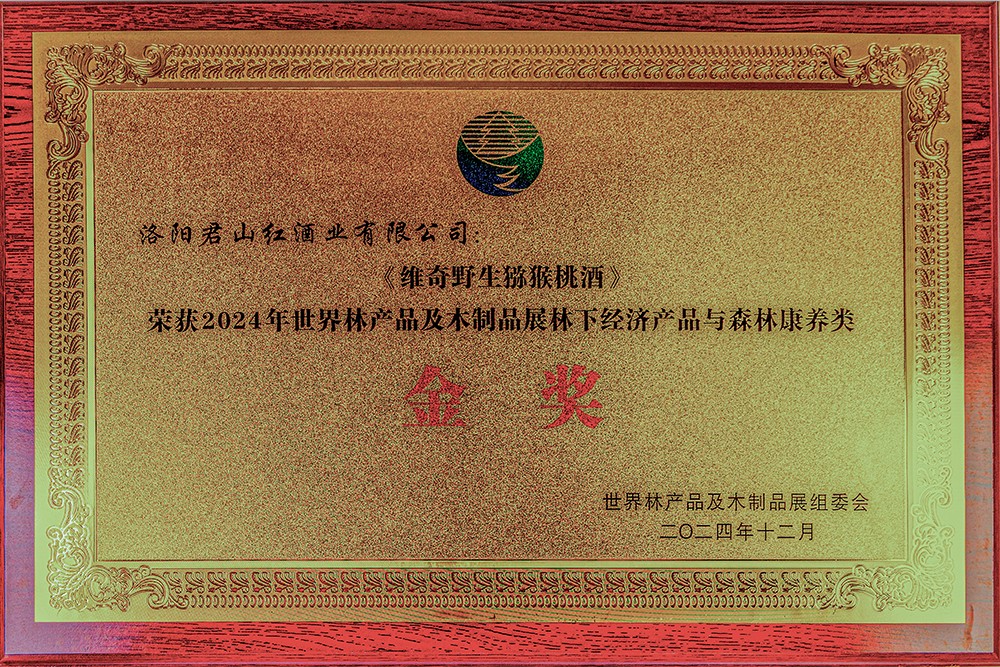 洛阳君山红酒业有限公司：
《维奇野生猕猴桃酒》
荣获2024年世界林产品及木制品展林下经济产品与森林康养类
金 奖
世界林产品及木制品展组委会
二〇二四年十二月